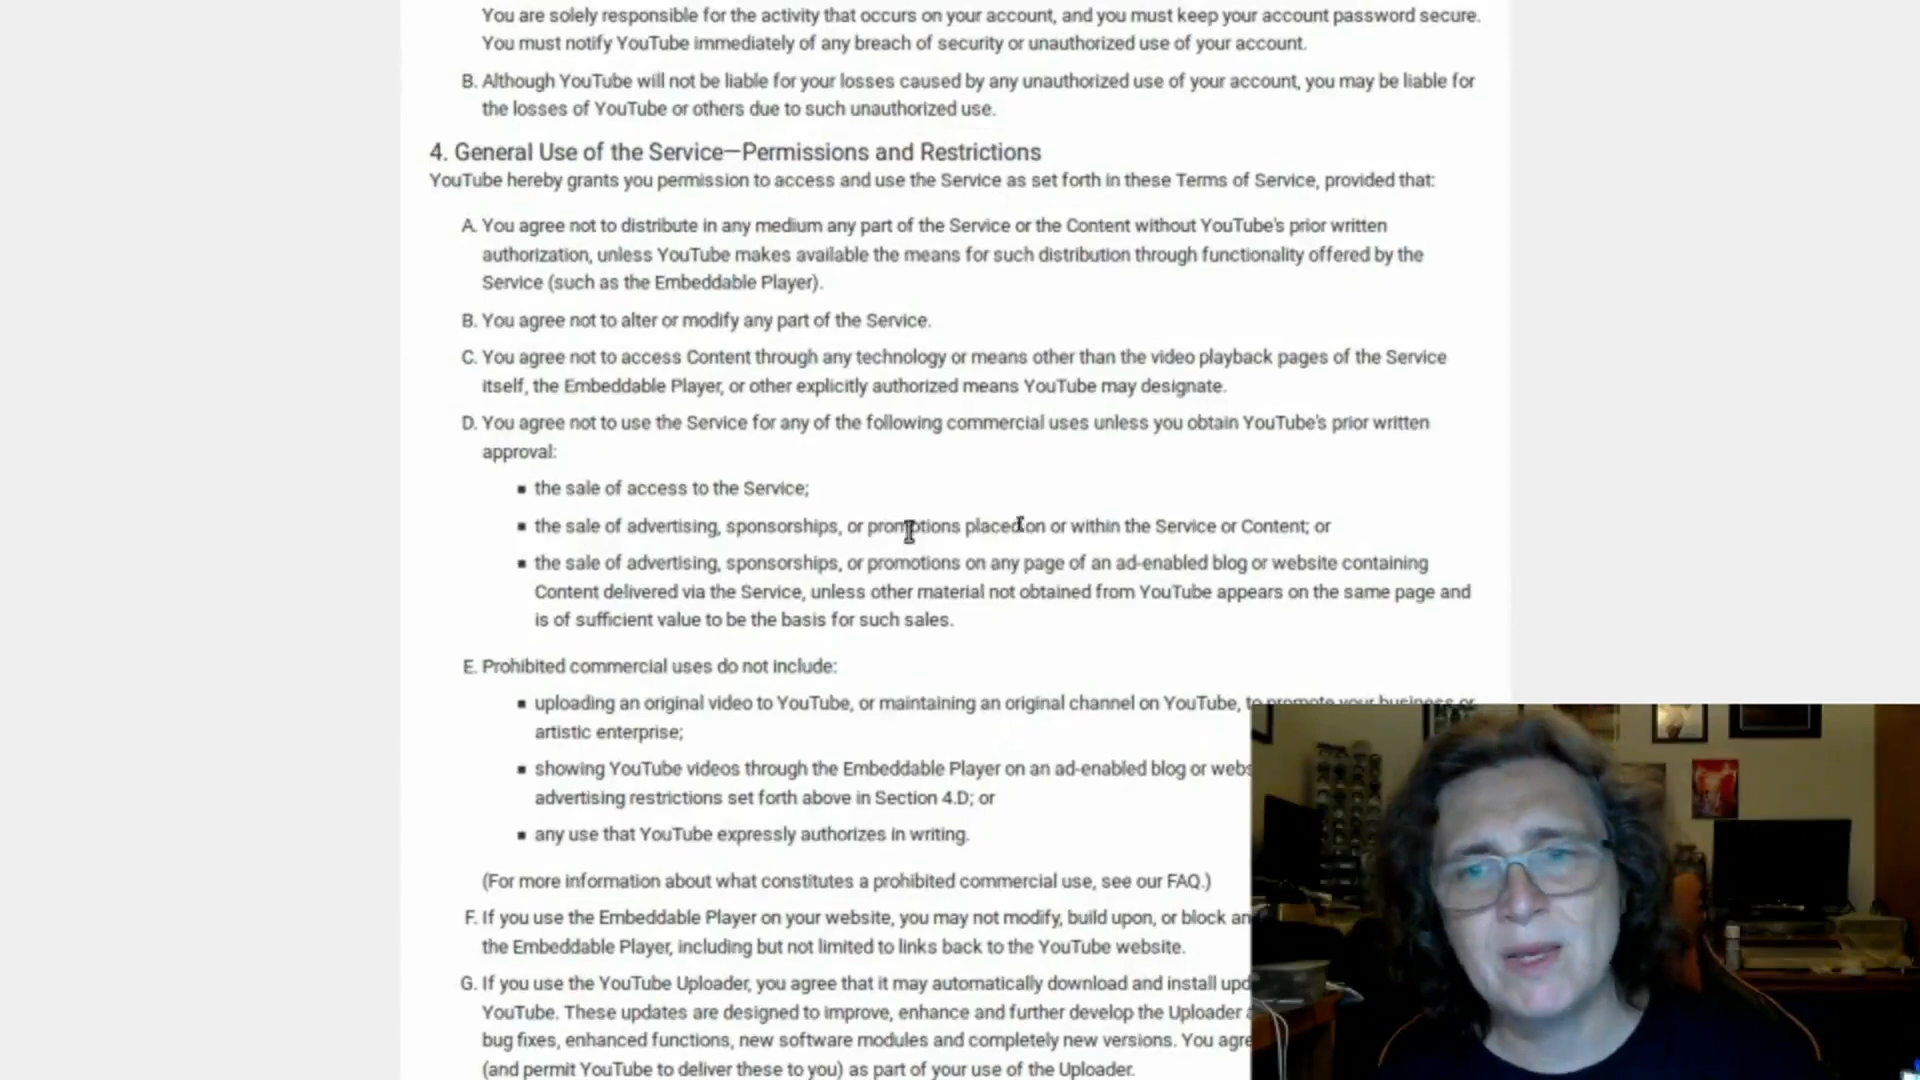 You are solely responsible for the activity that occurs on your account, and you must keep your account password secure.
You must notify YouTube immediately of any breach of security or unauthorized use of your account.
B. Although YouTube will not be liable for your losses caused by any unauthorized use of your account, you may be liable for
the losses of YouTube or others due to such unauthorized use.
4. General Use of the Service—Permissions and Restrictions
YouTube hereby grants you permission to access and use the Service as set forth in these Terms of Service, provided that:
A. You agree not to distribute in any medium any part of the Service or the Content without YouTube's prior written
authorization, unless YouTube makes available the means for such distribution through functionality offered by the
Service (such as the Embeddable Player).
B. You agree not to alter or modify any part of the Service.
C. You agree not to access Content through any technology or means other than the video playback pages of the Service
itself, the Embeddable Player, or other explicitly authorized means YouTube may designate.
D. You agree not to use the Service for any of the following commercial uses unless you obtain YouTube's prior written
approval:
▪ the sale of access to the Service;
▪ the sale of advertising, sponsorships, or promotions placed on or within the Service or Content; or
▪ the sale of advertising, sponsorships, or promotions on any page of an ad-enabled blog or website containing
Content delivered via the Service, unless other material not obtained from YouTube appears on the same page and
is of sufficient value to be the basis for such sales.
E. Prohibited commercial uses do not include:
▪ uploading an original video to YouTube, or maintaining an original channel on YouTube, to promote your business or
artistic enterprise;
▪ showing YouTube videos through the Embeddable Player on an ad-enabled blog or webs
advertising restrictions set forth above in Section 4.D; or
▪ any use that YouTube expressly authorizes in writing.
(For more information about what constitutes a prohibited commercial use, see our FAQ.)
F. If you use the Embeddable Player on your website, you may not modify, build upon, or block an
the Embeddable Player, including but not limited to links back to the YouTube website.
G. If you use the YouTube Uploader, you agree that it may automatically download and install upd
YouTube. These updates are designed to improve, enhance and further develop the Uploader
bug fixes, enhanced functions, new software modules and completely new versions. You agre
(and permit YouTube to deliver these to you) as part of your use of the Uploader.